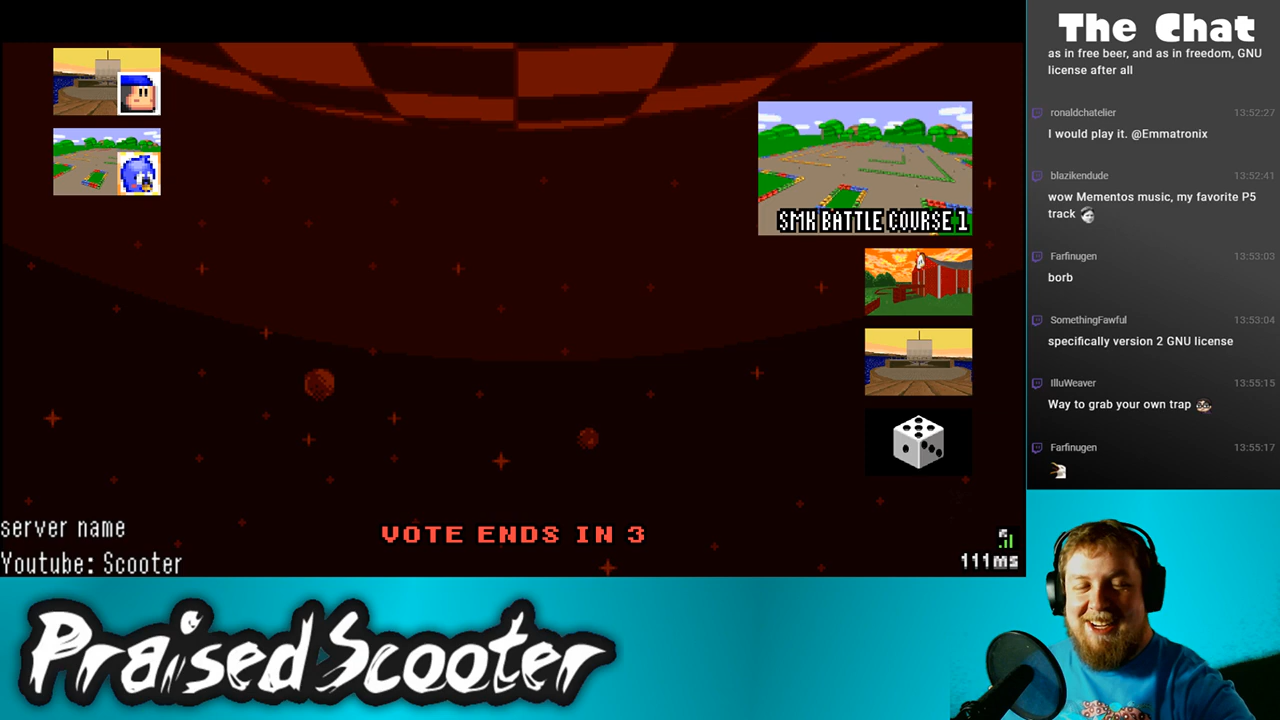 The Chat
as in free beer, and as in freedom, GNU
license after all
ronaldchatelier 13:52:27
I would play it. @Emmatronix
blazikendude 13:52:41
wow Mementos music, my favorite P5
track
Farfinugen 13:53:03
borb
SomethingFawful 13:53:04
specifically version 2 GNU license
IlluWeaver 13:55:15
Way to grab your own trap
Farfinugen 13:55:17
SMK BATTLE COURSE 1
server name
Youtube: Scooter
VOTE ENDS IN 3
111ms
PraisedScooter